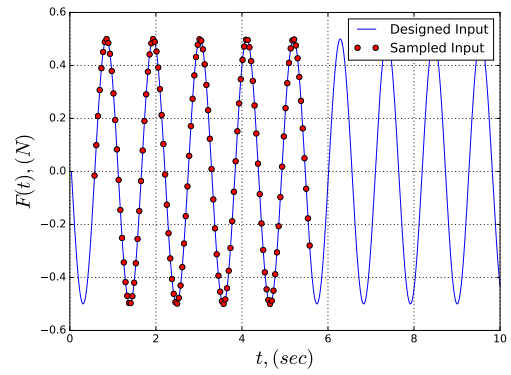 0.6
0.4
0.2
0.0
−0.2
−0.4
−0.6
F(t), (N)
Designed Input
Sampled Input
0 2 4 6 8 10
t, (sec)